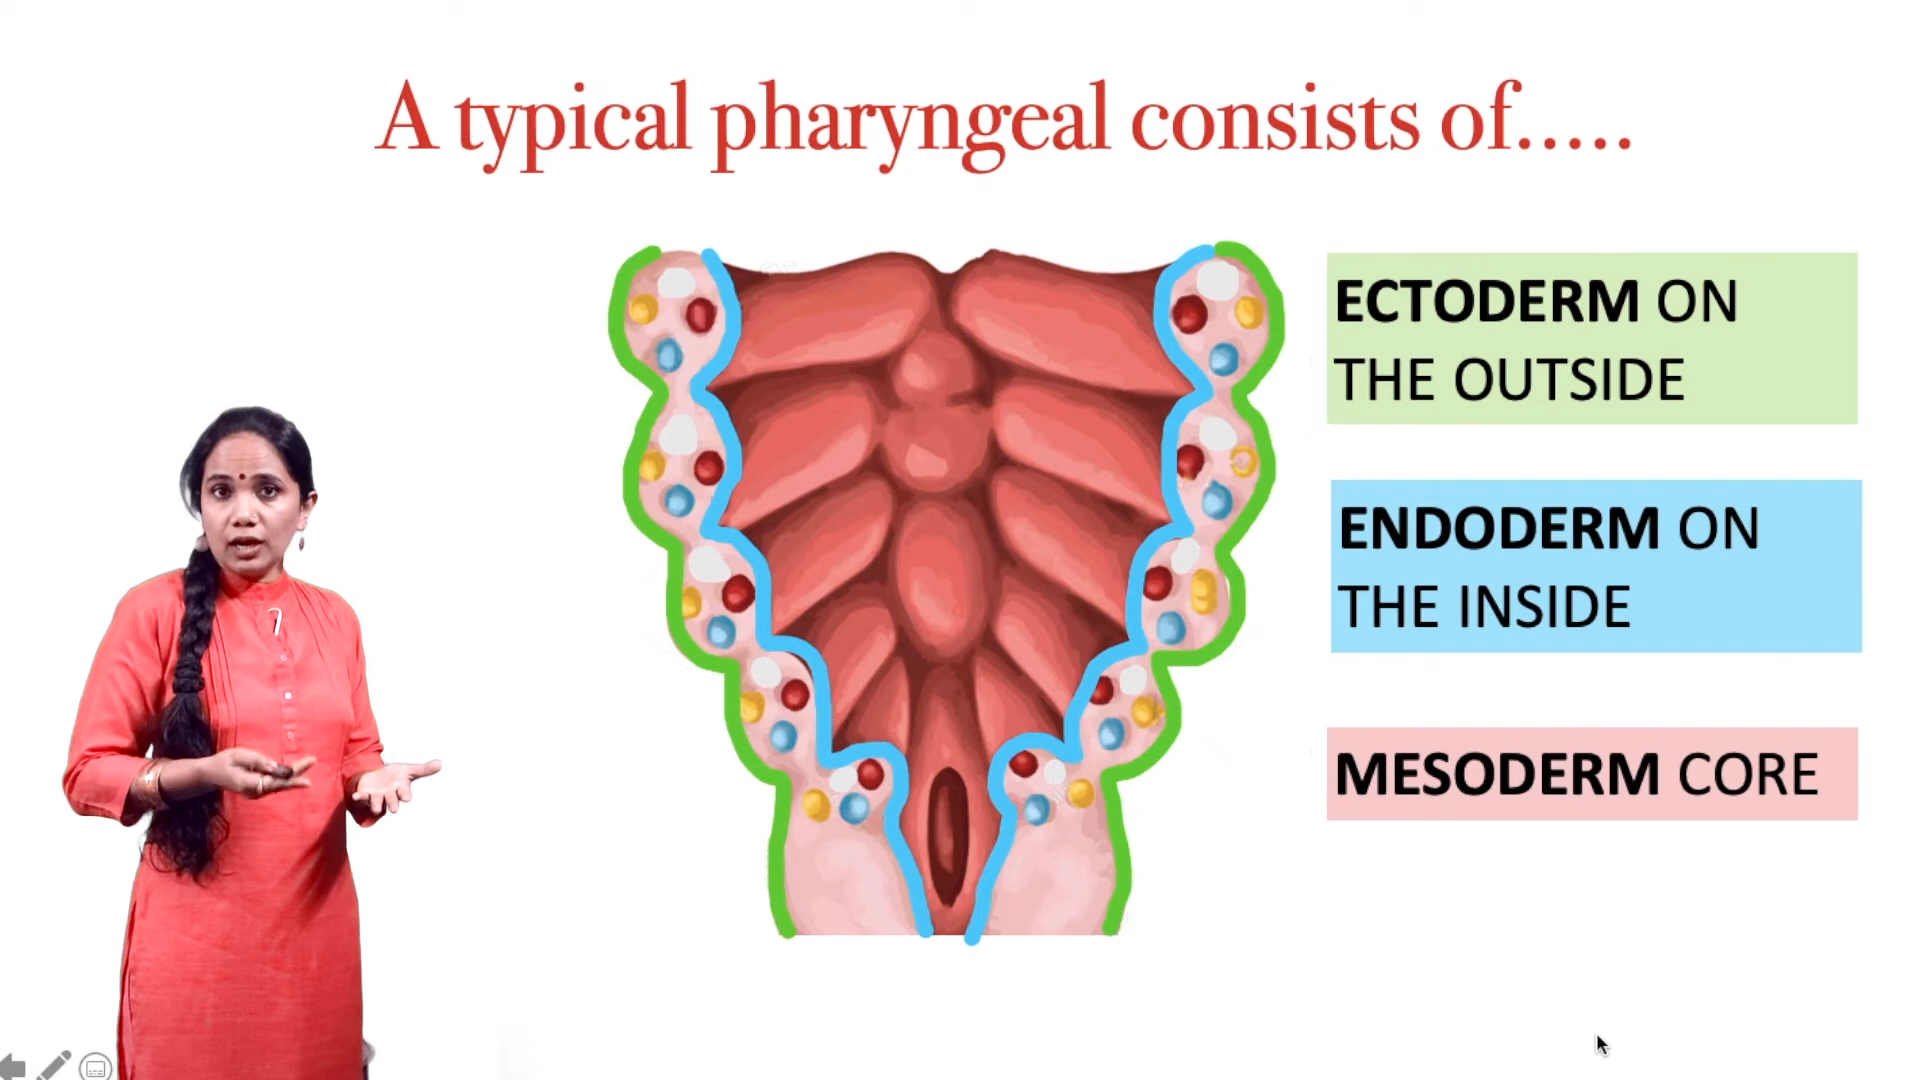 A typical pharyngeal consists of.....
ECTODERM ON
THE OUTSIDE
ENDODERM ON
THE INSIDE
MESODERM CORE